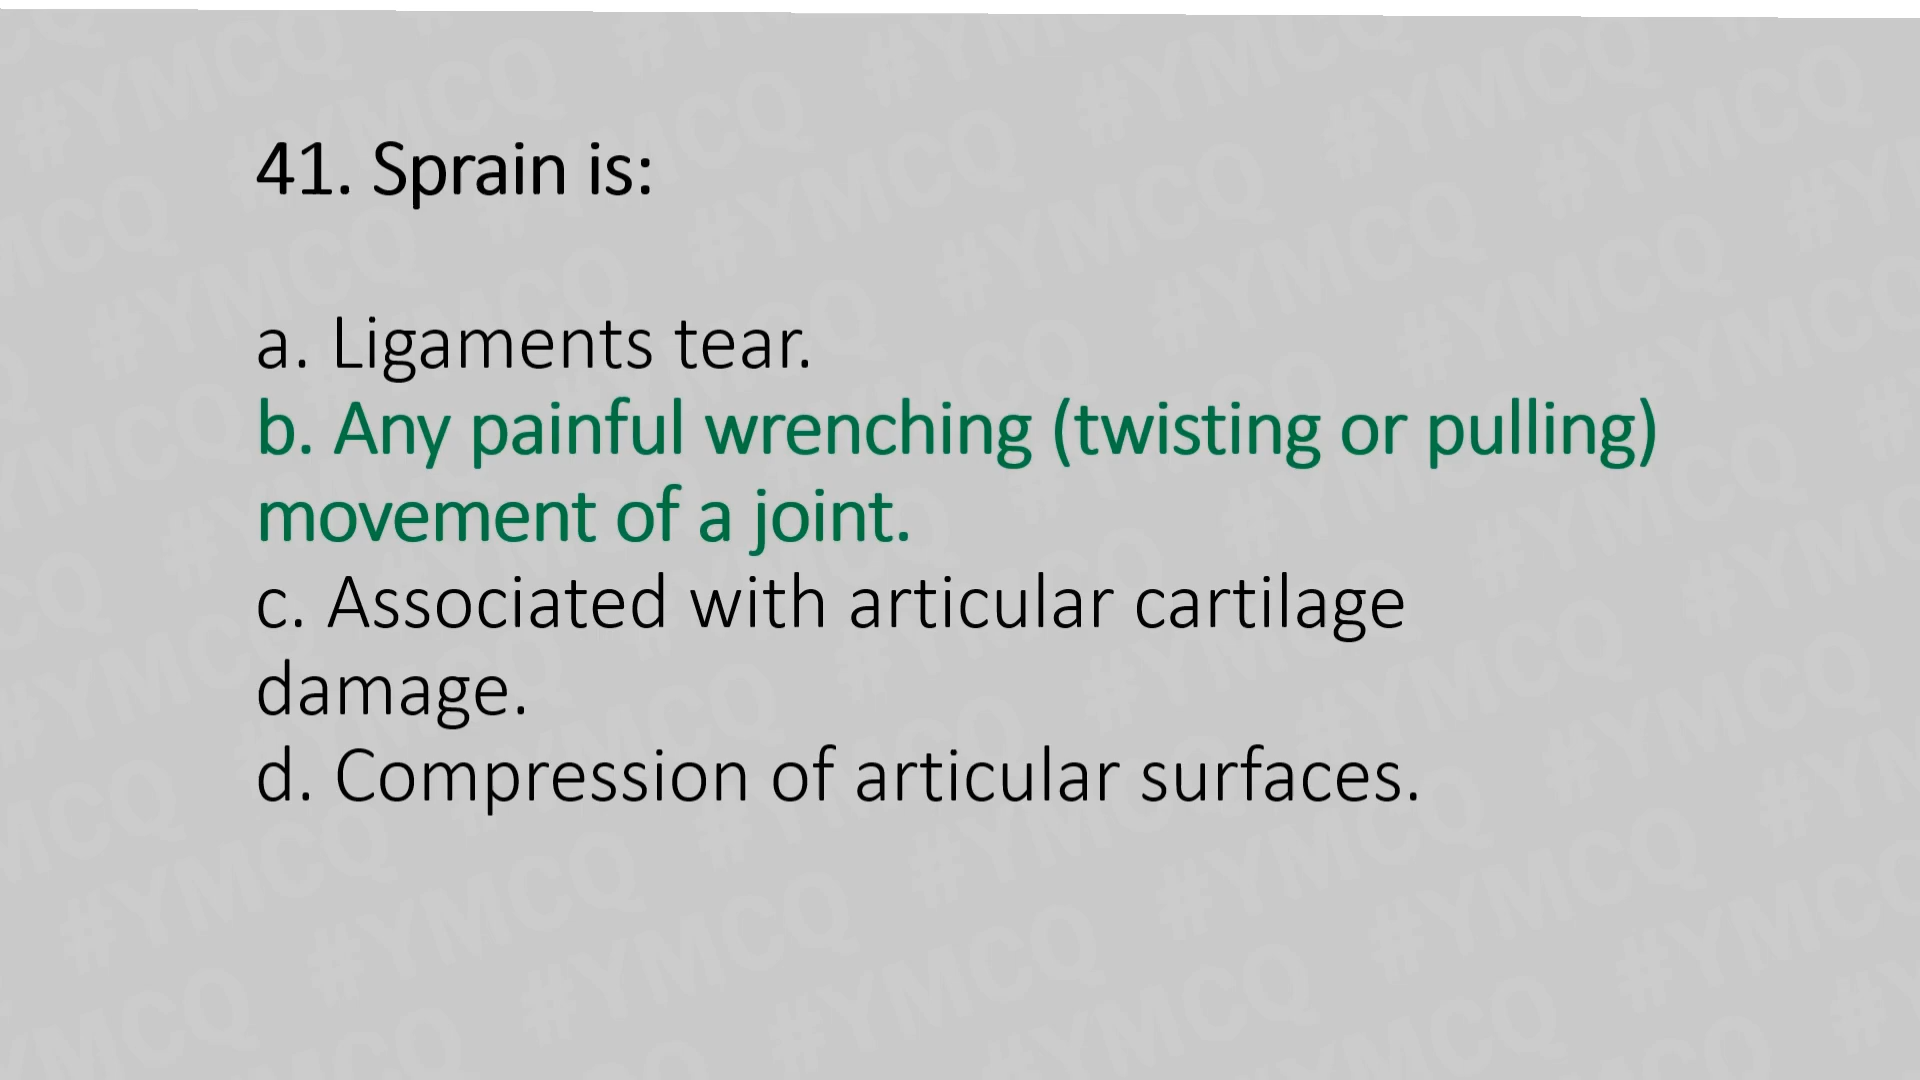 41. Sprain is:
a. Ligaments tear.
b. Any painful wrenching (twisting or pulling)
movement of a joint.
c. Associated with articular cartilage
damage.
d. Compression of articular surfaces.
#YMCQ